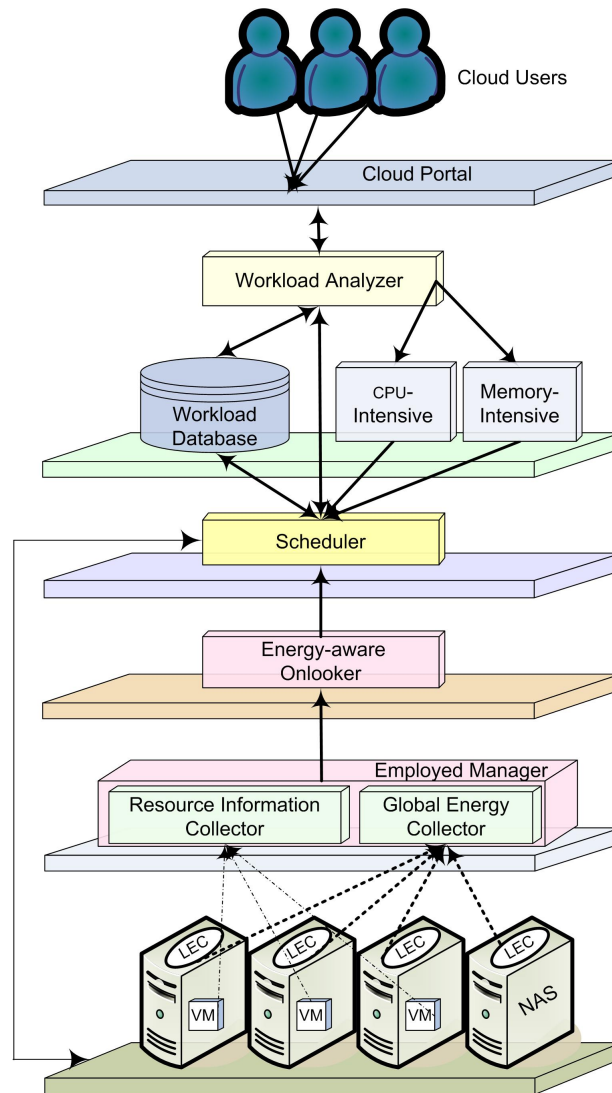 Cloud Users
Cloud Portal
Workload Analyzer
Workload
Database
CPU-
Intensive
Memory-
Intensive
Scheduler
Energy-aware
Onlooker
Employed Manager
Resource Information
Collector
Global Energy
Collector
LEC
LEC
LEC
LEC
VM
VM
VM
NAS